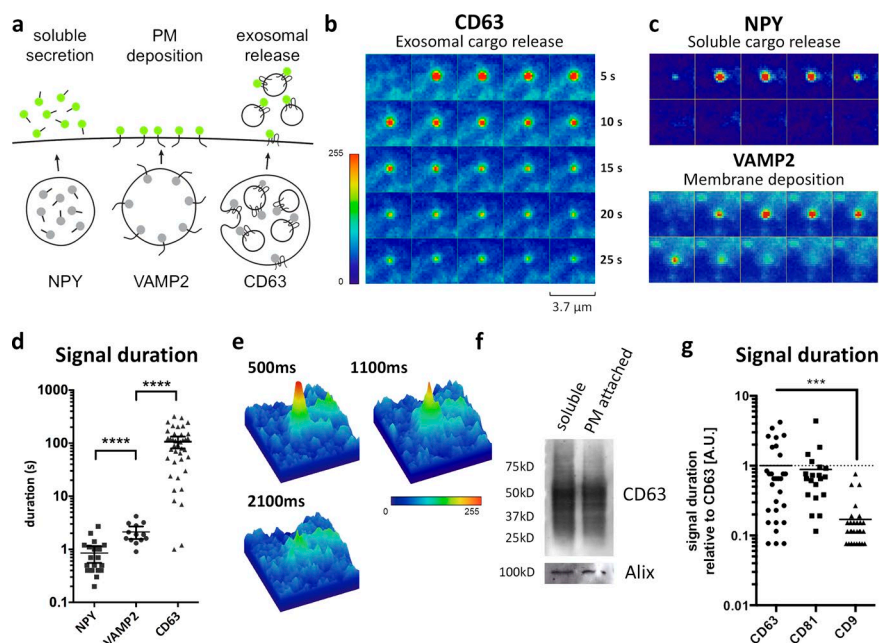 a
soluble secretion
PM deposition
exosomal release
NPY
VAMP2
CD63
b
CD63
Exosomal cargo release
5 s
10 s
15 s
20 s
25 s
255
0
3.7 µm
c
NPY
Soluble cargo release
VAMP2
Membrane deposition
d
Signal duration
duration (s)
1000
100
10
1
0.1
****
****
NPY
VAMP2
CD63
e
500ms
1100ms
2100ms
0
255
f
soluble
PM attached
75kD
50kD
37kD
25kD
CD63
100kD
Alix
g
Signal duration
signal duration
relative to CD63 [A.U.]
10
1
0.1
0.01
***
CD63
CD81
CD9